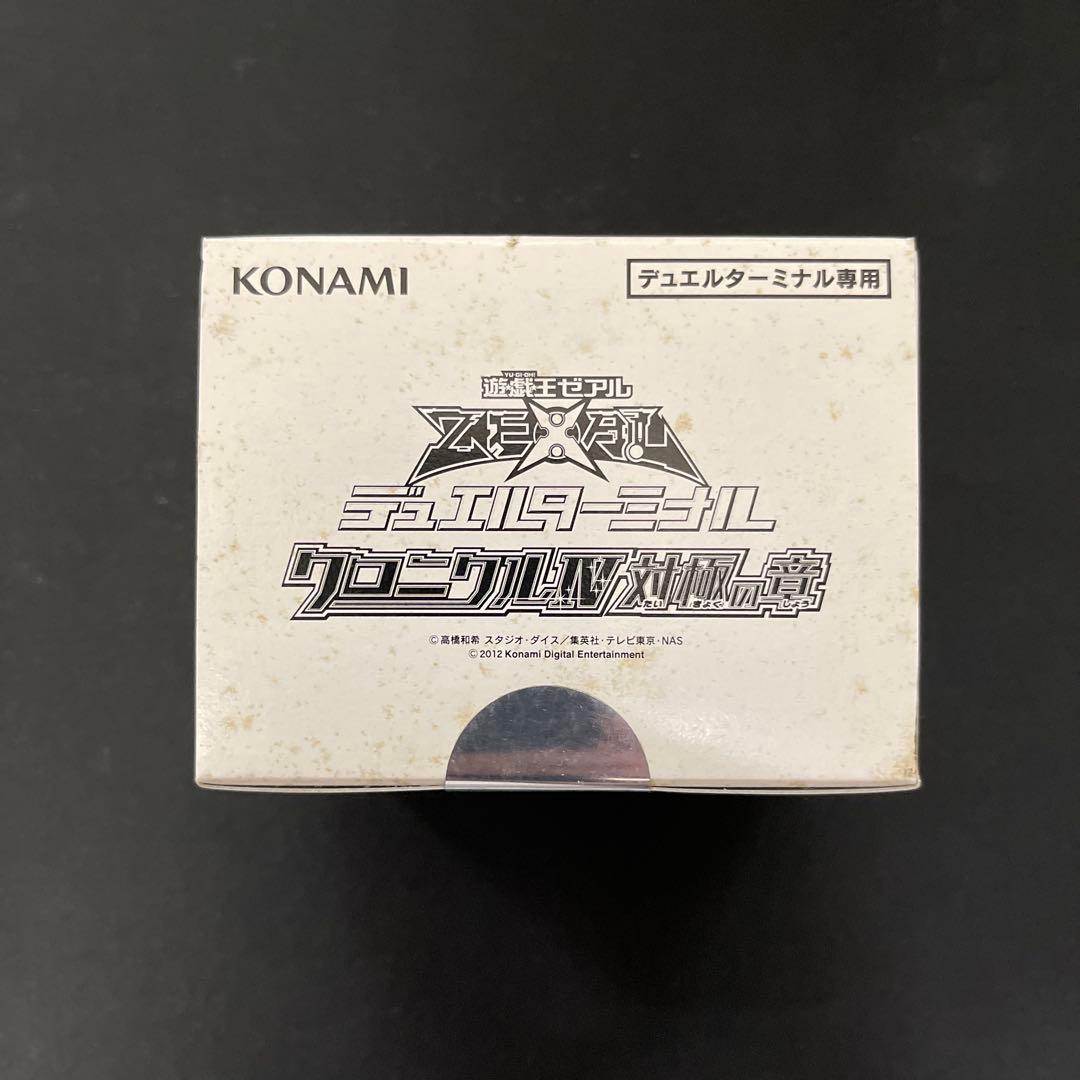 KONAMI
デュエルターミナル専用
YU-GI-OH!
遊☆戯☆王ゼアル
ZEXAL
デュエルターミナル
クロニクルⅣ対極の章
たいきょく しょう
©高橋和希 スタジオ・ダイス／集英社・テレビ東京・NAS
©2012 Konami Digital Entertainment